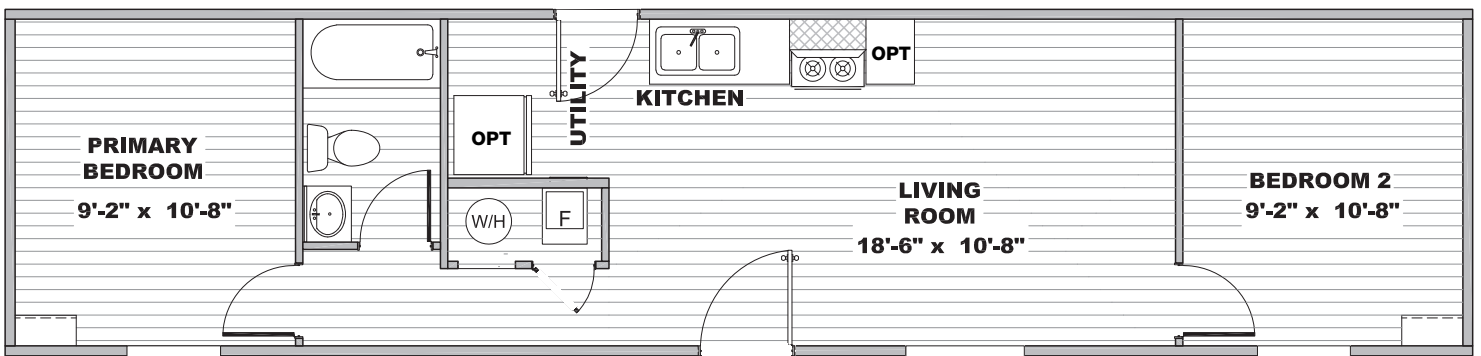 PRIMARY
BEDROOM
9'-2" x 10'-8"
OPT
UTILITY
W/H
F
KITCHEN
OPT
LIVING
ROOM
18'-6" x 10'-8"
BEDROOM 2
9'-2" x 10'-8"